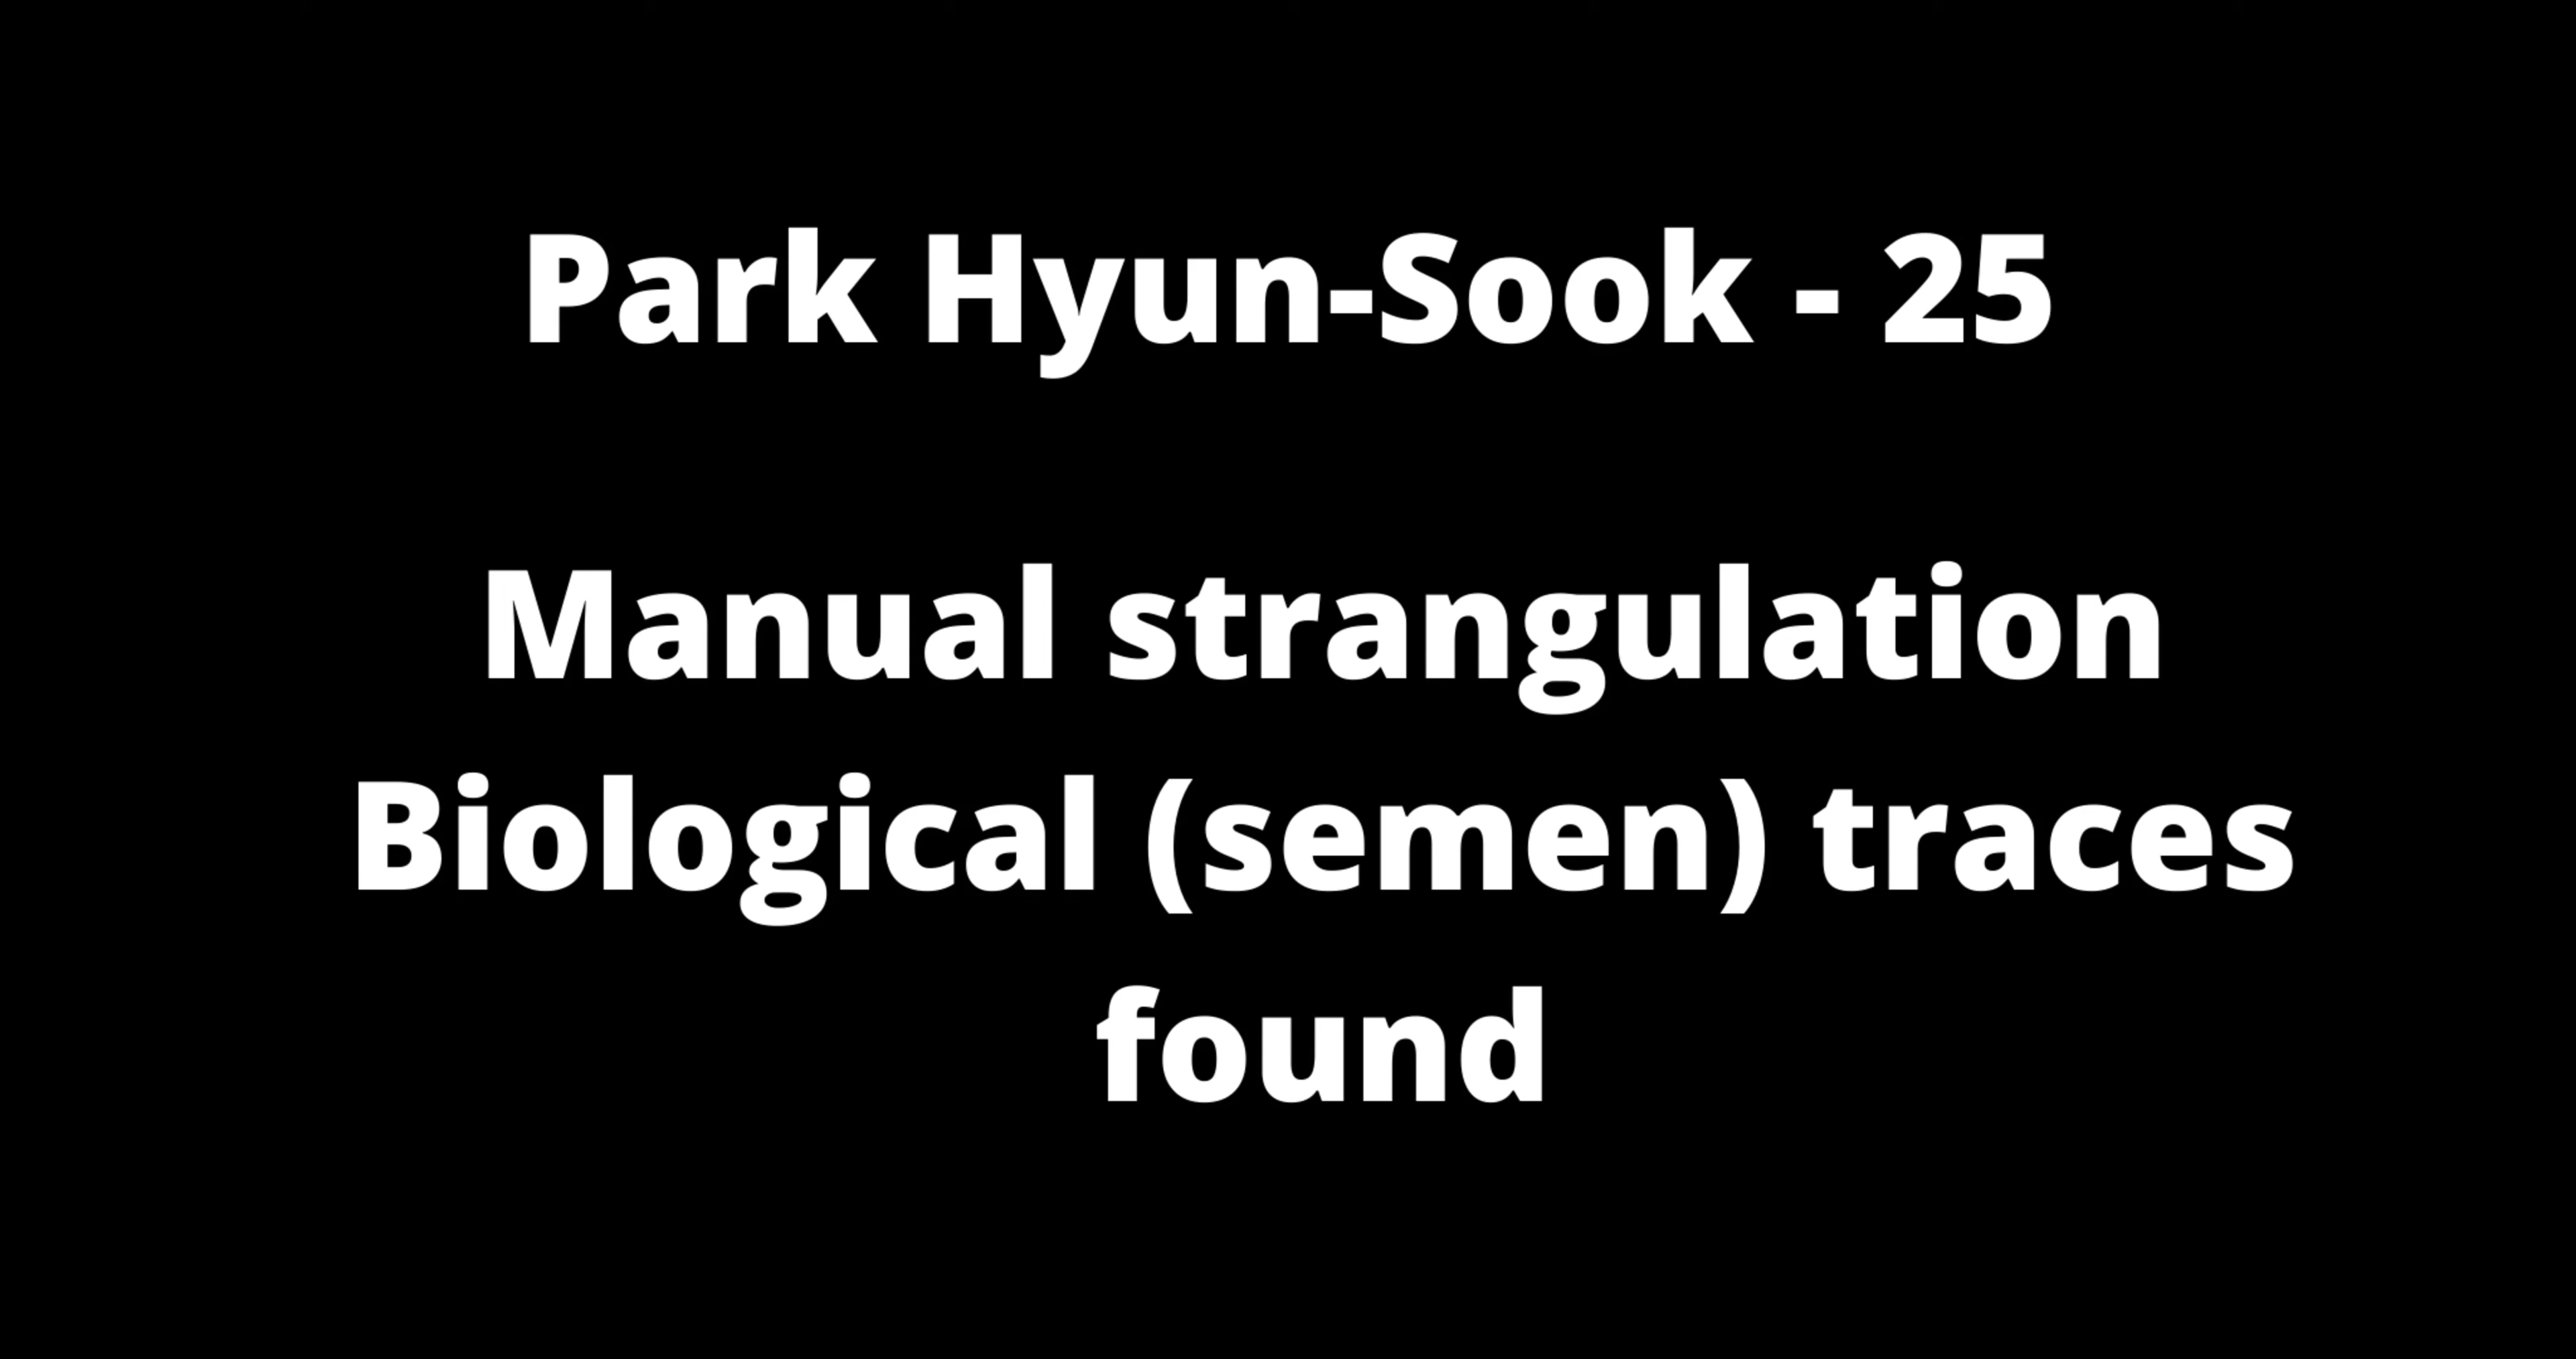 Park Hyun-Sook - 25
Manual strangulation
Biological (semen) traces
found